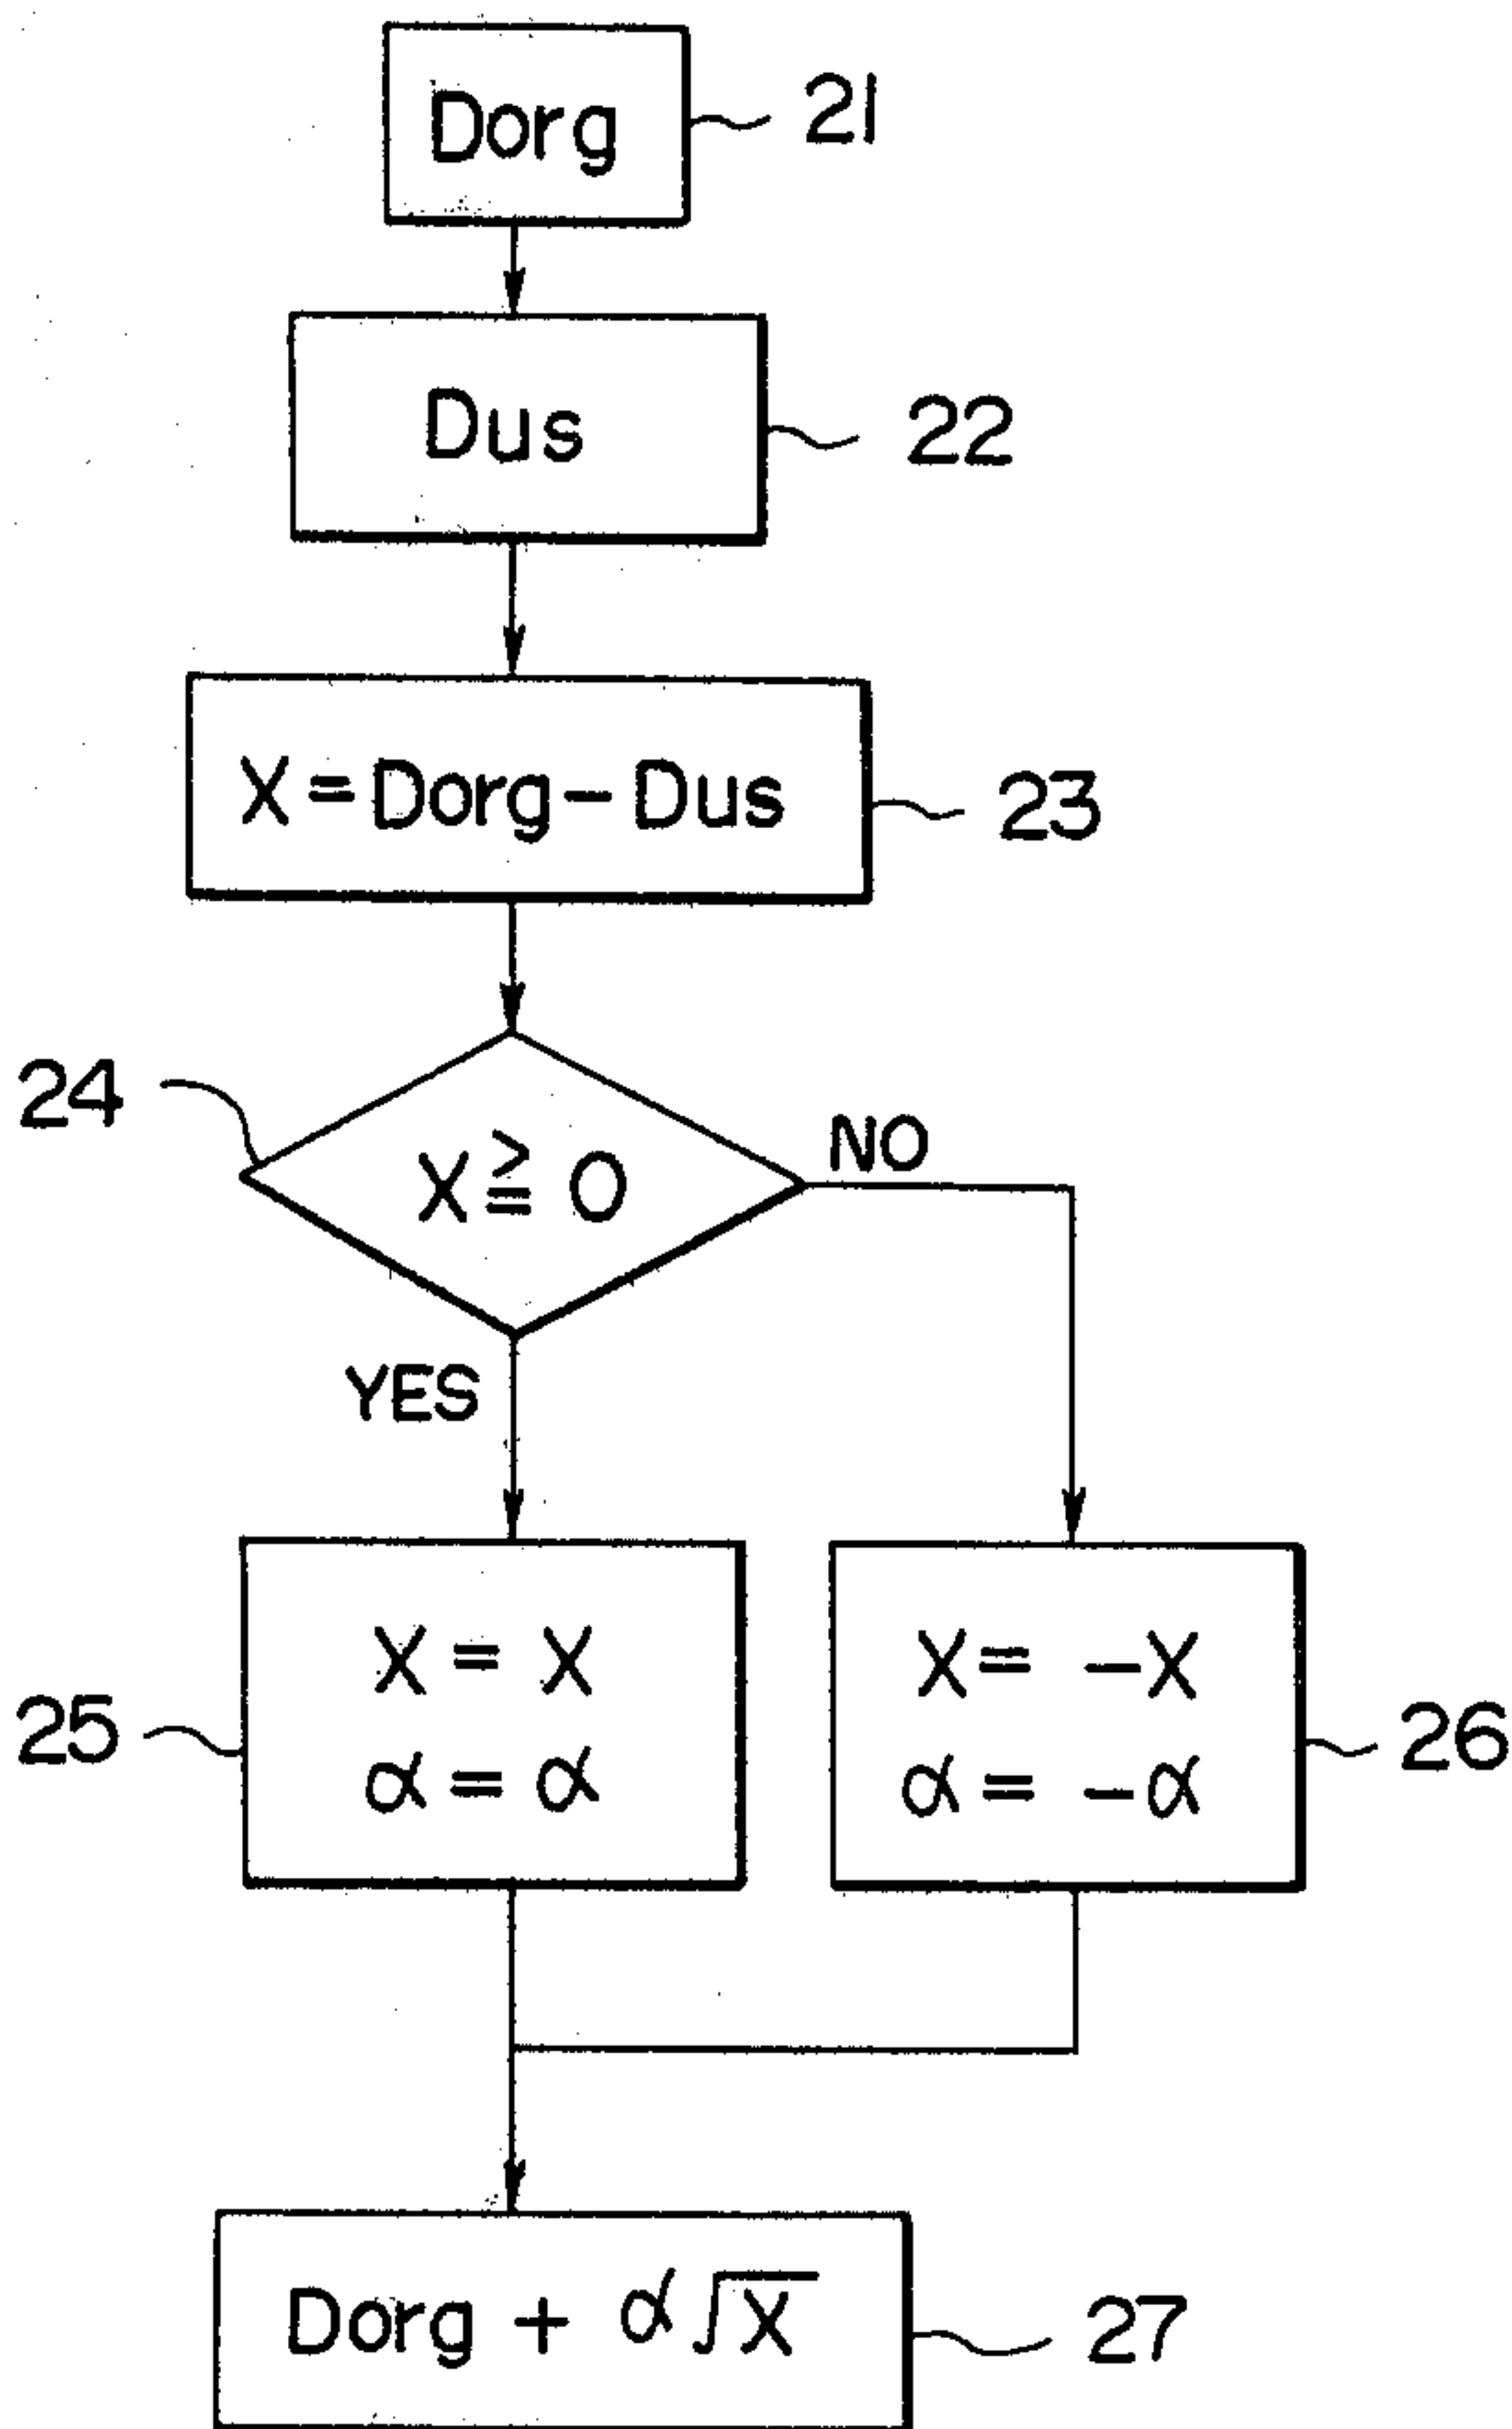 Dorg
21
Dus
22
X=Dorg-Dus
23
24
X≧0
NO
YES
X=X
α=α
25
X=-X
α=-α
26
Dorg + α√X
27